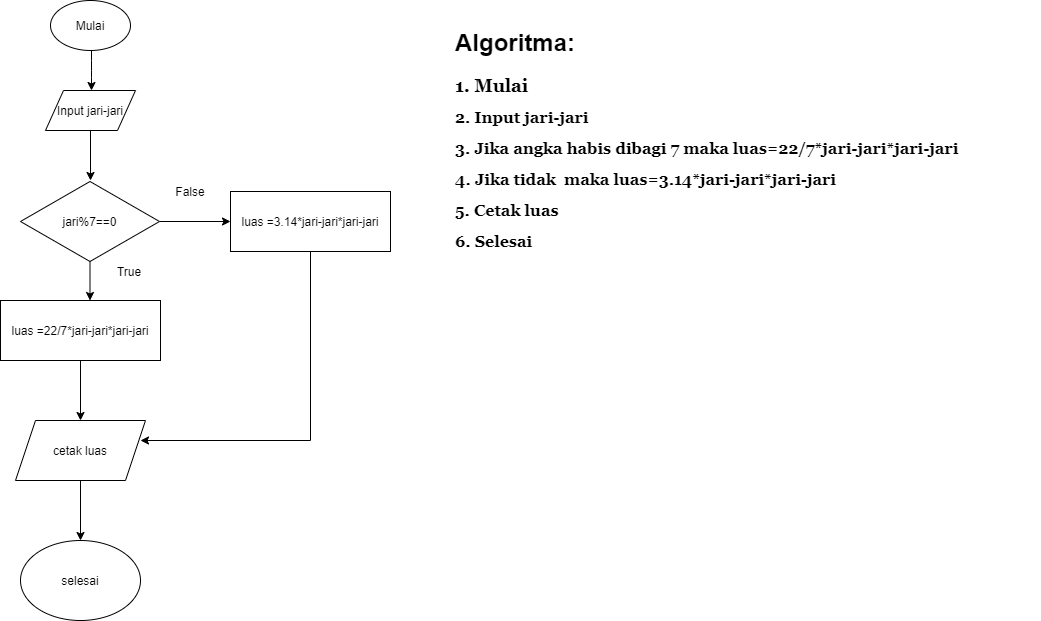 Mulai
Input jari-jari
jari%7==0
False
luas =3.14*jari-jari*jari-jari
True
luas =22/7*jari-jari*jari-jari
cetak luas
selesai
Algoritma:
1. Mulai
2. Input jari-jari
3. Jika angka habis dibagi 7 maka luas=22/7*jari-jari*jari-jari
4. Jika tidak  maka luas=3.14*jari-jari*jari-jari
5. Cetak luas
6. Selesai